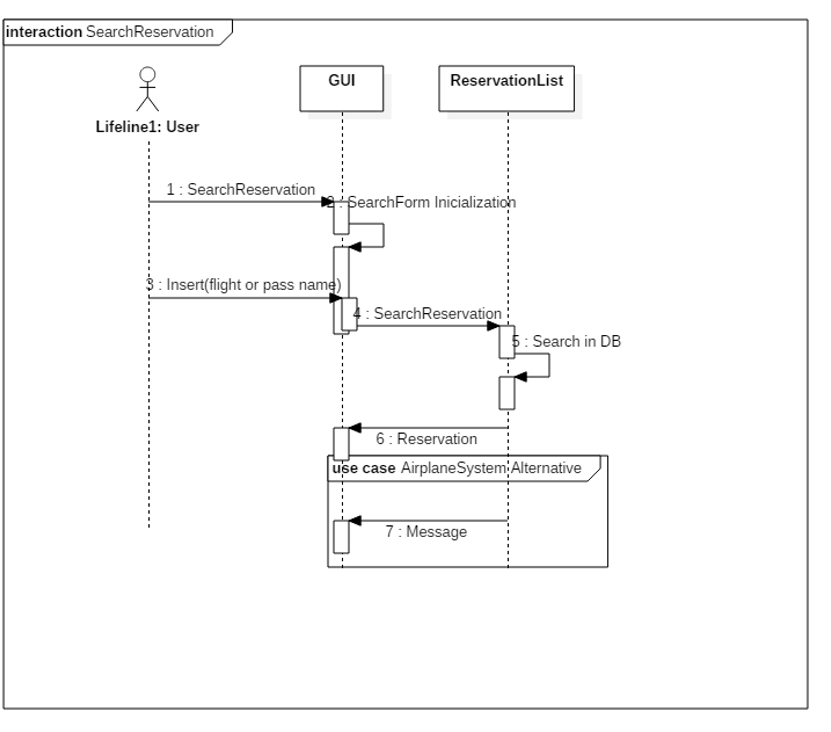 interaction SearchReservation
GUI
ReservationList
Lifeline1: User
1 : SearchReservation
2 : SearchForm Inicialization
3 : Insert(flight or pass name)
4 : SearchReservation
5 : Search in DB
6 : Reservation
use case AirplaneSystem Alternative
7 : Message